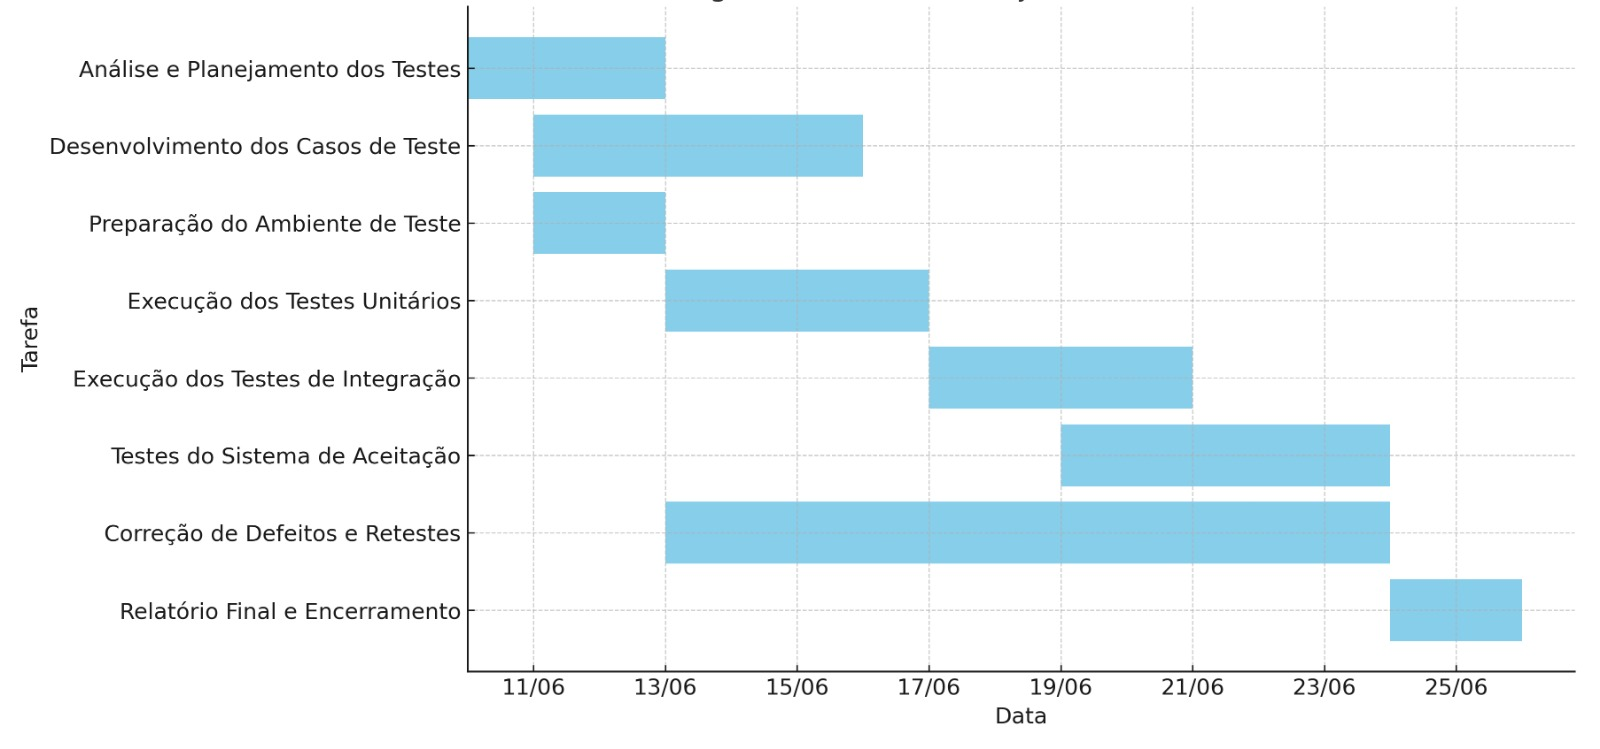 Análise e Planejamento dos Testes
Desenvolvimento dos Casos de Teste
Preparação do Ambiente de Teste
Execução dos Testes Unitários
Execução dos Testes de Integração
Testes do Sistema de Aceitação
Correção de Defeitos e Retestes
Relatório Final e Encerramento
Tarefa
11/06 13/06 15/06 17/06 19/06 21/06 23/06 25/06
Data